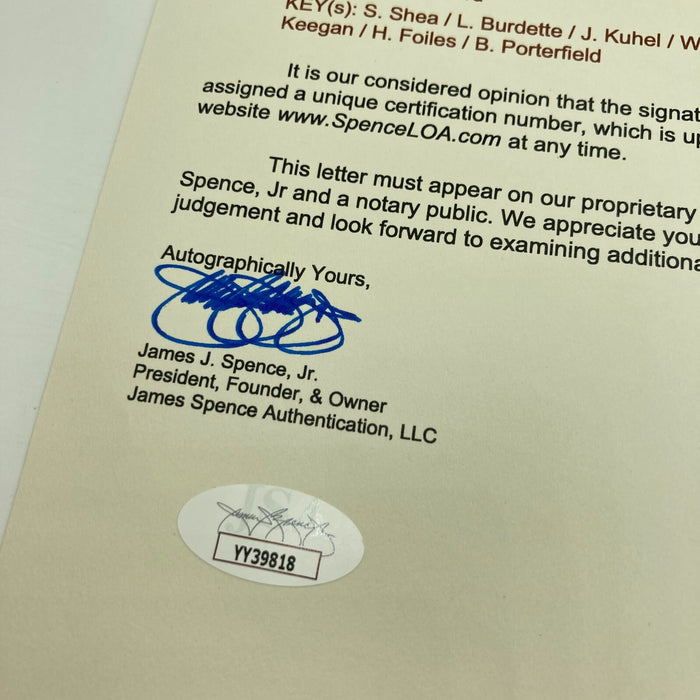 KEY(s): S. Shea / L. Burdette / J. Kuhel / W
Keegan / H. Foiles / B. Porterfield
It is our considered opinion that the signat
assigned a unique certification number, which is up
website www.SpenceLOA.com at any time.
This letter must appear on our proprietary
Spence, Jr and a notary public. We appreciate you
judgement and look forward to examining additiona
Autographically Yours,
James J. Spence, Jr.
President, Founder, & Owner
James Spence Authentication, LLC
JSA
YY39818